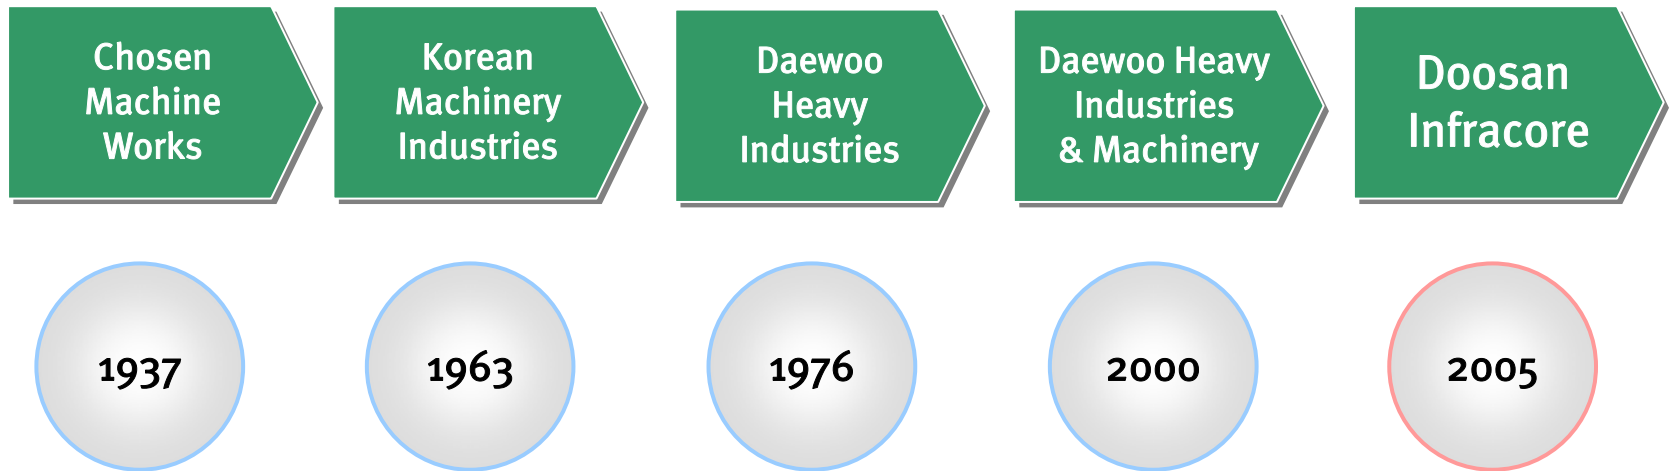 Chosen
Machine
Works
Korean
Machinery
Industries
Daewoo
Heavy
Industries
Daewoo Heavy
Industries
& Machinery
Doosan
Infracore
1937
1963
1976
2000
2005